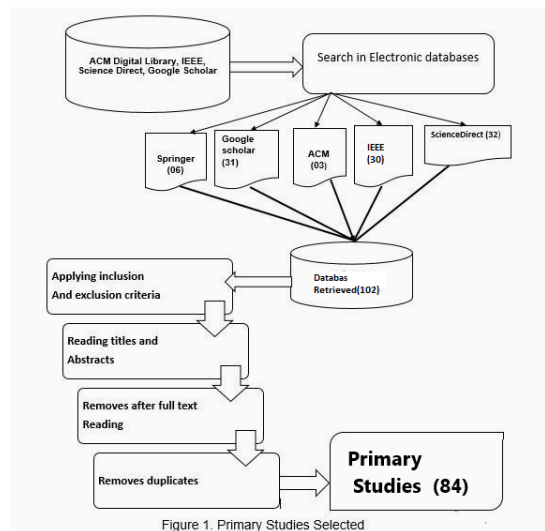 ACM Digital Library, IEEE,
Science Direct, Google Scholar
Search in Electronic databases
Springer
(06)
Google
scholar
(31)
ACM
(03)
IEEE
(30)
ScienceDirect (32)
Databas
Retrieved(102)
Applying inclusion
And exclusion criteria
Reading titles and
Abstracts
Removes after full text
Reading
Removes duplicates
Primary
Studies (84)
Figure 1. Primary Studies Selected